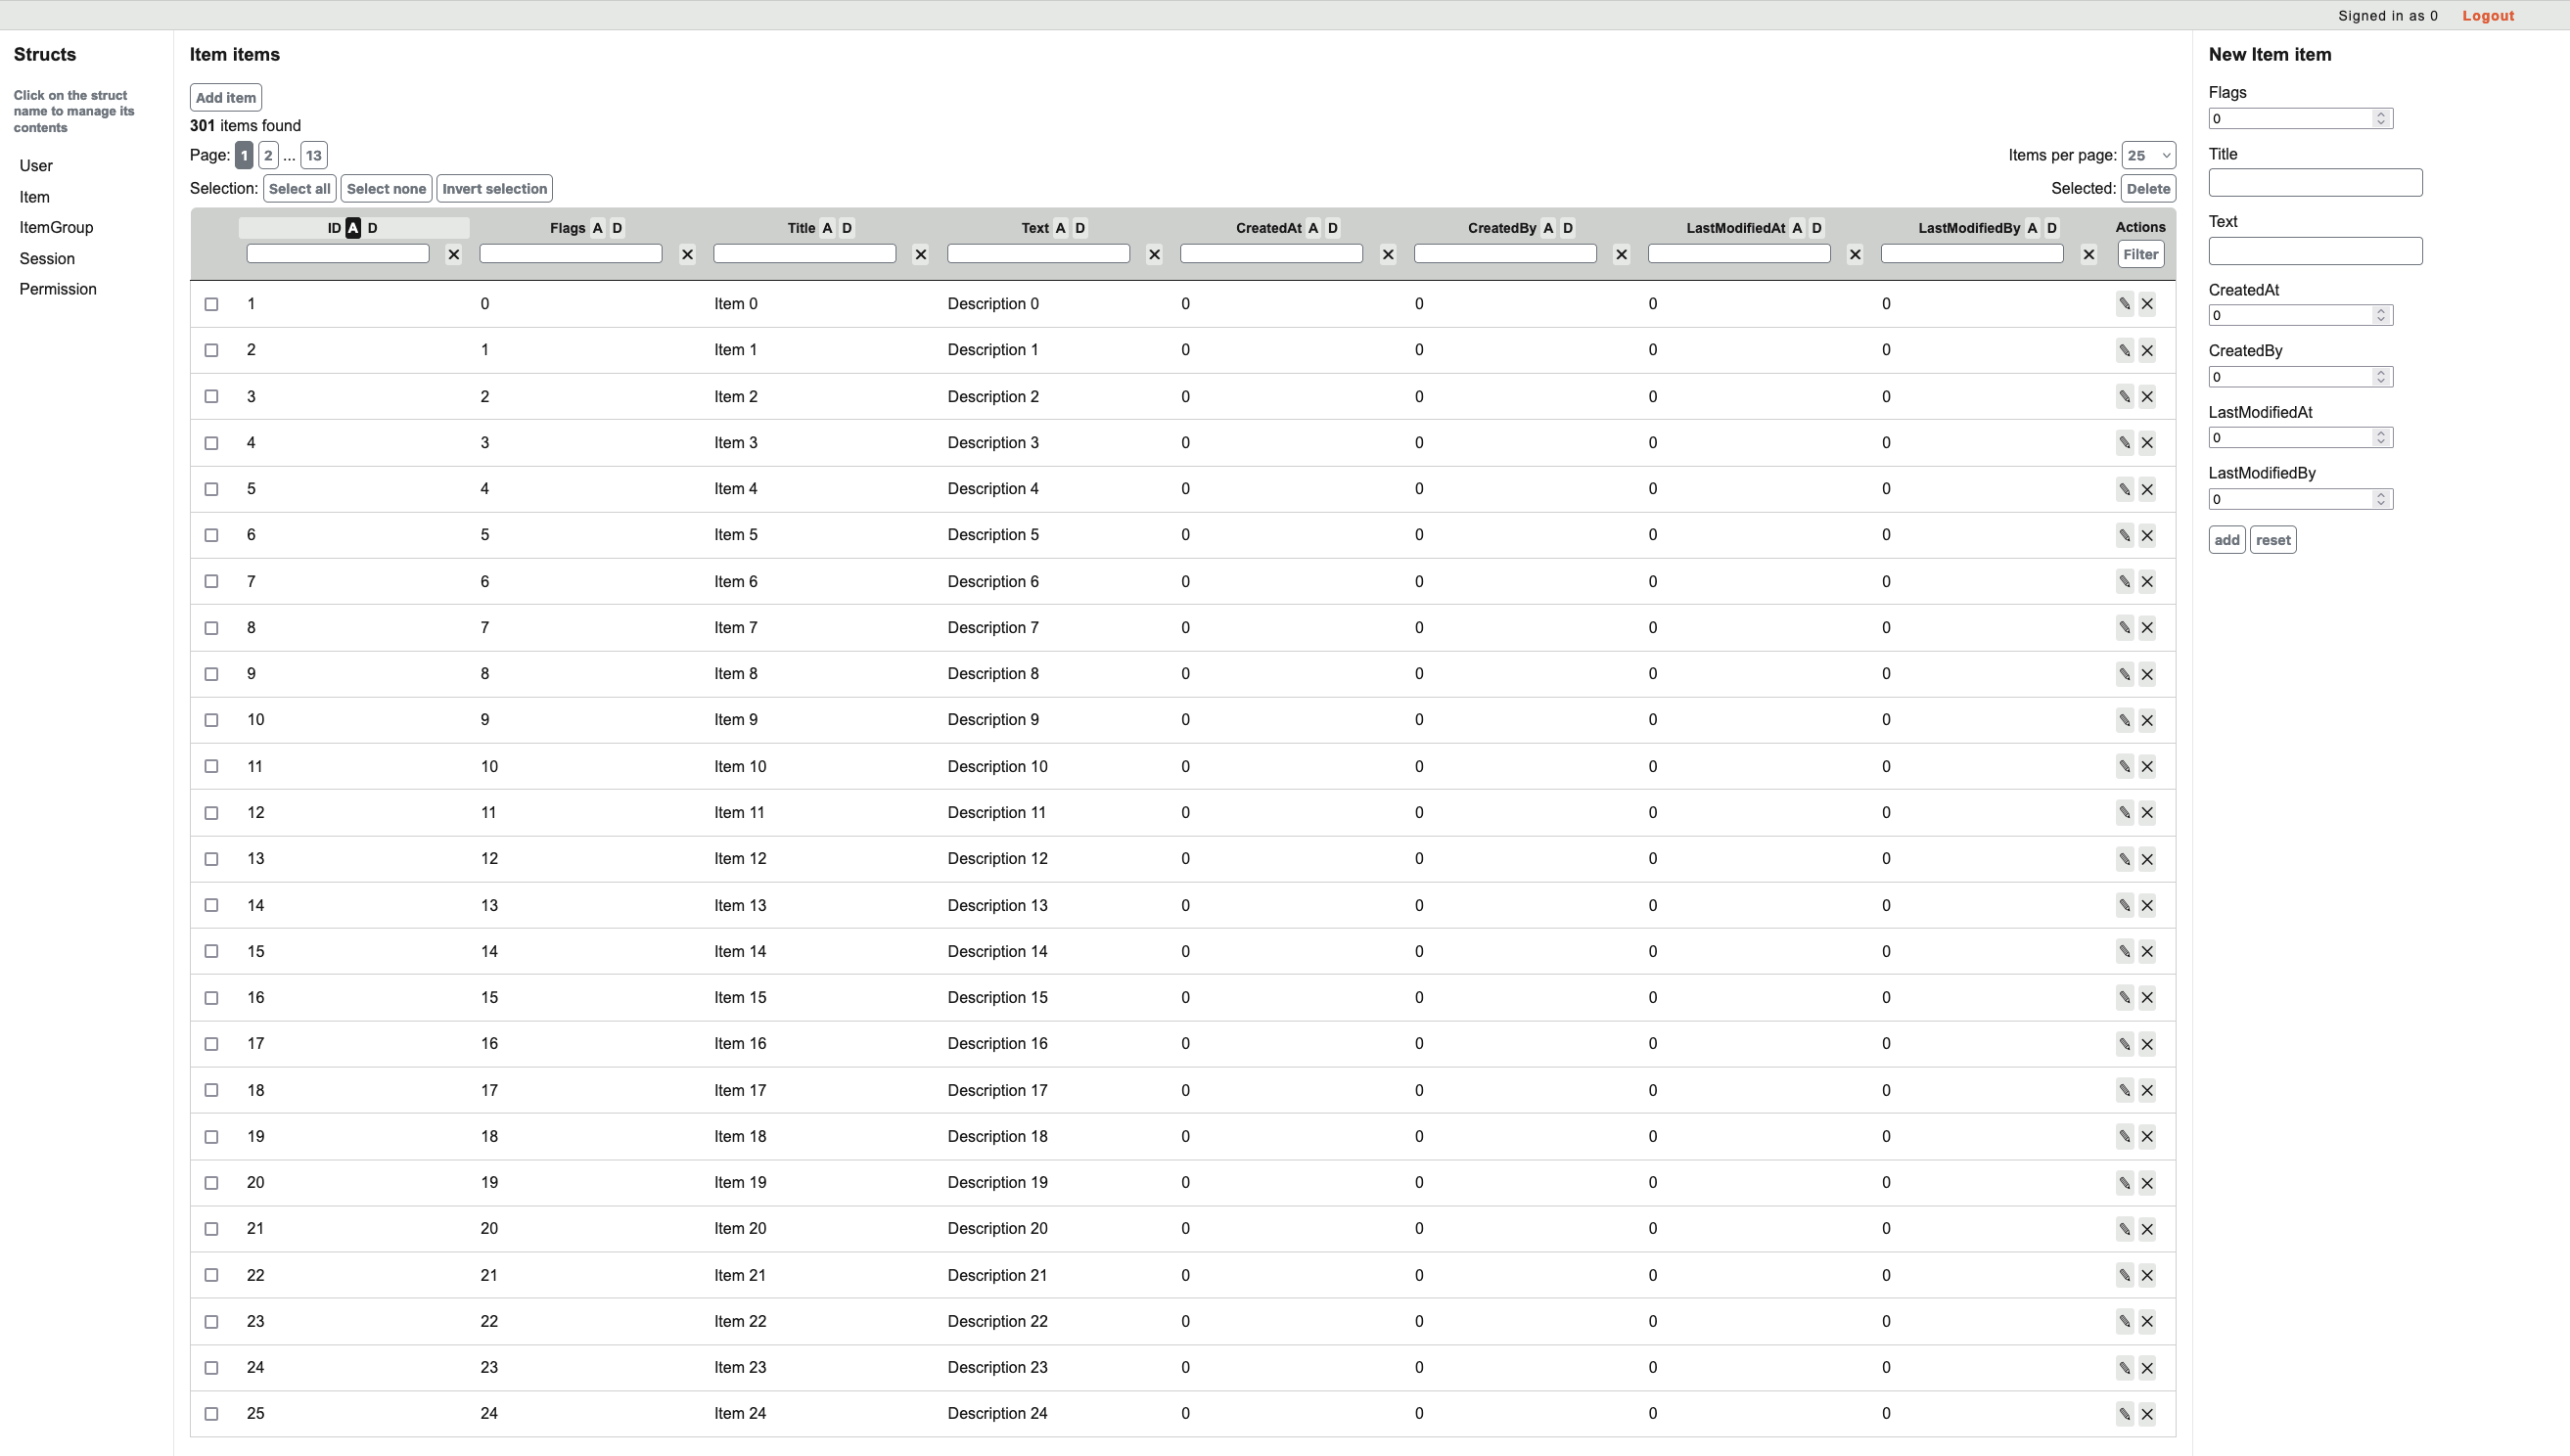 Signed in as 0 Logout
Structs
Click on the struct
name to manage its
contents
User
Item
ItemGroup
Session
Permission
Item items
Add item
301 items found
Page: 1 2 ... 13
Items per page: 25
Selection: Select all Select none Invert selection
Selected: Delete
ID A D Flags A D Title A D Text A D CreatedAt A D CreatedBy A D LastModifiedAt A D LastModifiedBy A D Actions
✕ ✕ ✕ ✕ ✕ ✕ ✕ ✕ Filter
1 0 Item 0 Description 0 0 0 0 0 ✎ ✕
2 1 Item 1 Description 1 0 0 0 0 ✎ ✕
3 2 Item 2 Description 2 0 0 0 0 ✎ ✕
4 3 Item 3 Description 3 0 0 0 0 ✎ ✕
5 4 Item 4 Description 4 0 0 0 0 ✎ ✕
6 5 Item 5 Description 5 0 0 0 0 ✎ ✕
7 6 Item 6 Description 6 0 0 0 0 ✎ ✕
8 7 Item 7 Description 7 0 0 0 0 ✎ ✕
9 8 Item 8 Description 8 0 0 0 0 ✎ ✕
10 9 Item 9 Description 9 0 0 0 0 ✎ ✕
11 10 Item 10 Description 10 0 0 0 0 ✎ ✕
12 11 Item 11 Description 11 0 0 0 0 ✎ ✕
13 12 Item 12 Description 12 0 0 0 0 ✎ ✕
14 13 Item 13 Description 13 0 0 0 0 ✎ ✕
15 14 Item 14 Description 14 0 0 0 0 ✎ ✕
16 15 Item 15 Description 15 0 0 0 0 ✎ ✕
17 16 Item 16 Description 16 0 0 0 0 ✎ ✕
18 17 Item 17 Description 17 0 0 0 0 ✎ ✕
19 18 Item 18 Description 18 0 0 0 0 ✎ ✕
20 19 Item 19 Description 19 0 0 0 0 ✎ ✕
21 20 Item 20 Description 20 0 0 0 0 ✎ ✕
22 21 Item 21 Description 21 0 0 0 0 ✎ ✕
23 22 Item 22 Description 22 0 0 0 0 ✎ ✕
24 23 Item 23 Description 23 0 0 0 0 ✎ ✕
25 24 Item 24 Description 24 0 0 0 0 ✎ ✕
New Item item
Flags
0
Title
Text
CreatedAt
0
CreatedBy
0
LastModifiedAt
0
LastModifiedBy
0
add reset